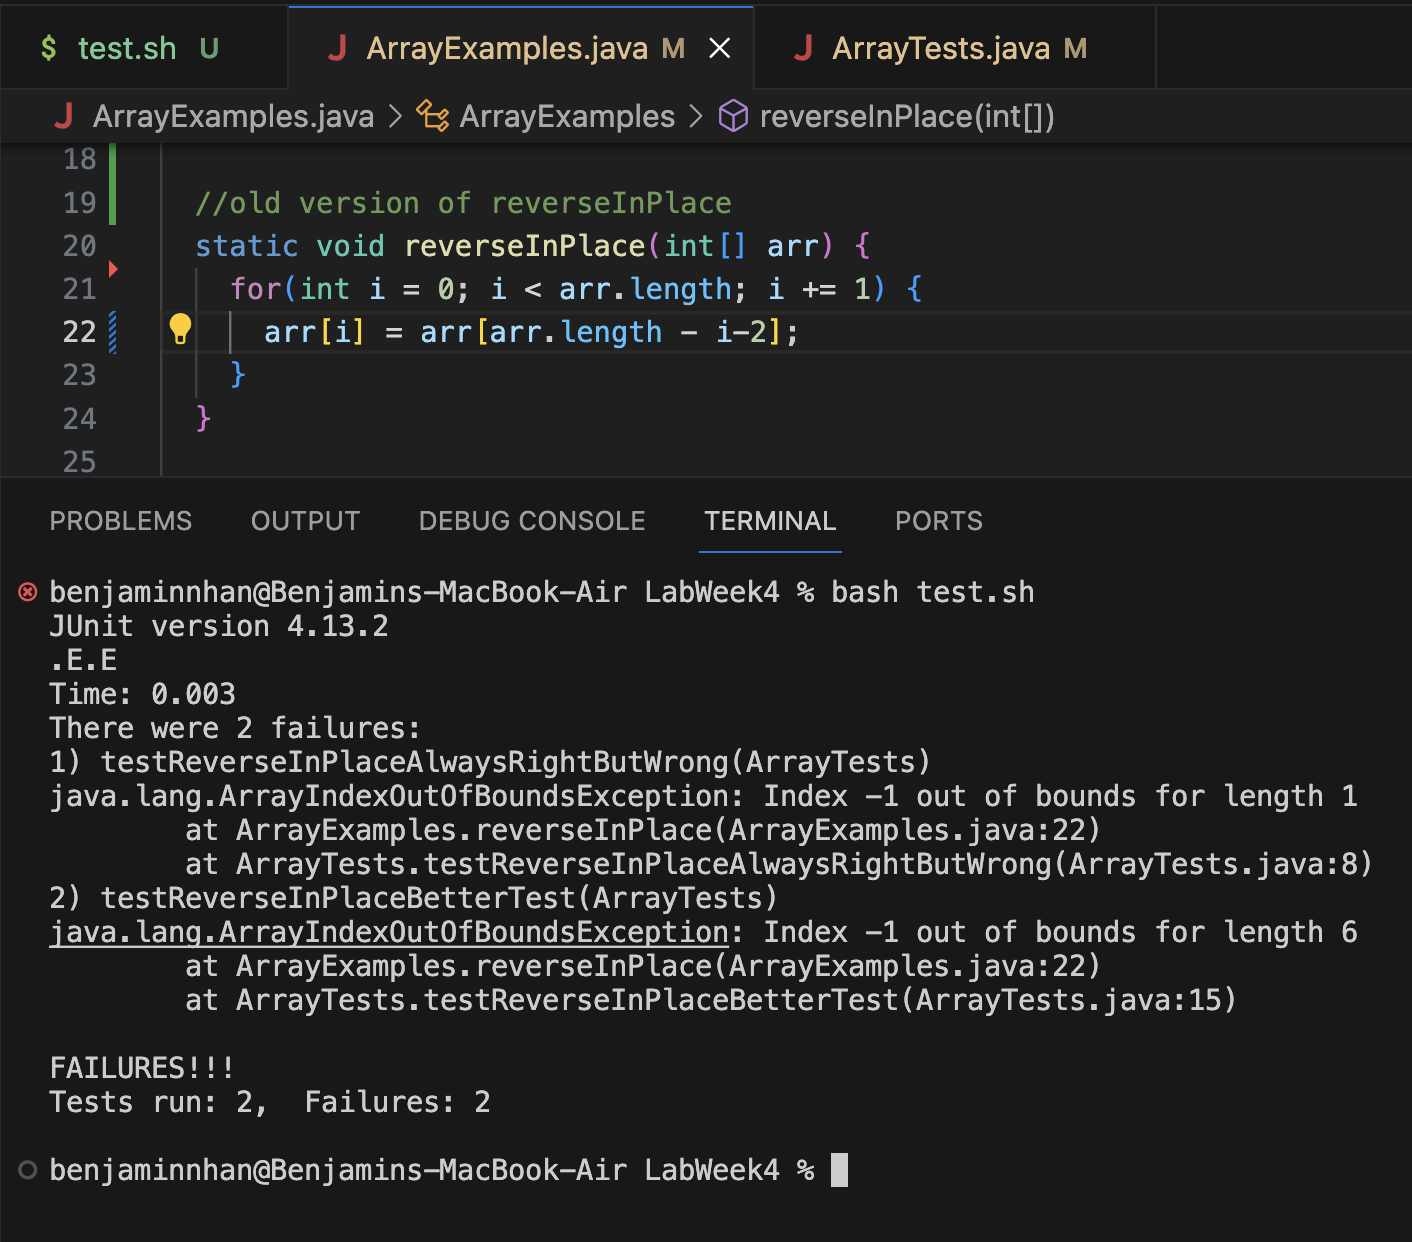 $ test.sh U J ArrayExamples.java M J ArrayTests.java M
J ArrayExamples.java > ArrayExamples > reverseInPlace(int[])
18
19 //old version of reverseInPlace
20 static void reverseInPlace(int[] arr) {
21 for(int i = 0; i < arr.length; i += 1) {
22 arr[i] = arr[arr.length - i-2];
23 }
24 }
25
PROBLEMS OUTPUT DEBUG CONSOLE TERMINAL PORTS
benjaminnhan@Benjamins-MacBook-Air LabWeek4 % bash test.sh
JUnit version 4.13.2
.E.E
Time: 0.003
There were 2 failures:
1) testReverseInPlaceAlwaysRightButWrong(ArrayTests)
java.lang.ArrayIndexOutOfBoundsException: Index -1 out of bounds for length 1
at ArrayExamples.reverseInPlace(ArrayExamples.java:22)
at ArrayTests.testReverseInPlaceAlwaysRightButWrong(ArrayTests.java:8)
2) testReverseInPlaceBetterTest(ArrayTests)
java.lang.ArrayIndexOutOfBoundsException: Index -1 out of bounds for length 6
at ArrayExamples.reverseInPlace(ArrayExamples.java:22)
at ArrayTests.testReverseInPlaceBetterTest(ArrayTests.java:15)
FAILURES!!!
Tests run: 2,  Failures: 2
benjaminnhan@Benjamins-MacBook-Air LabWeek4 %